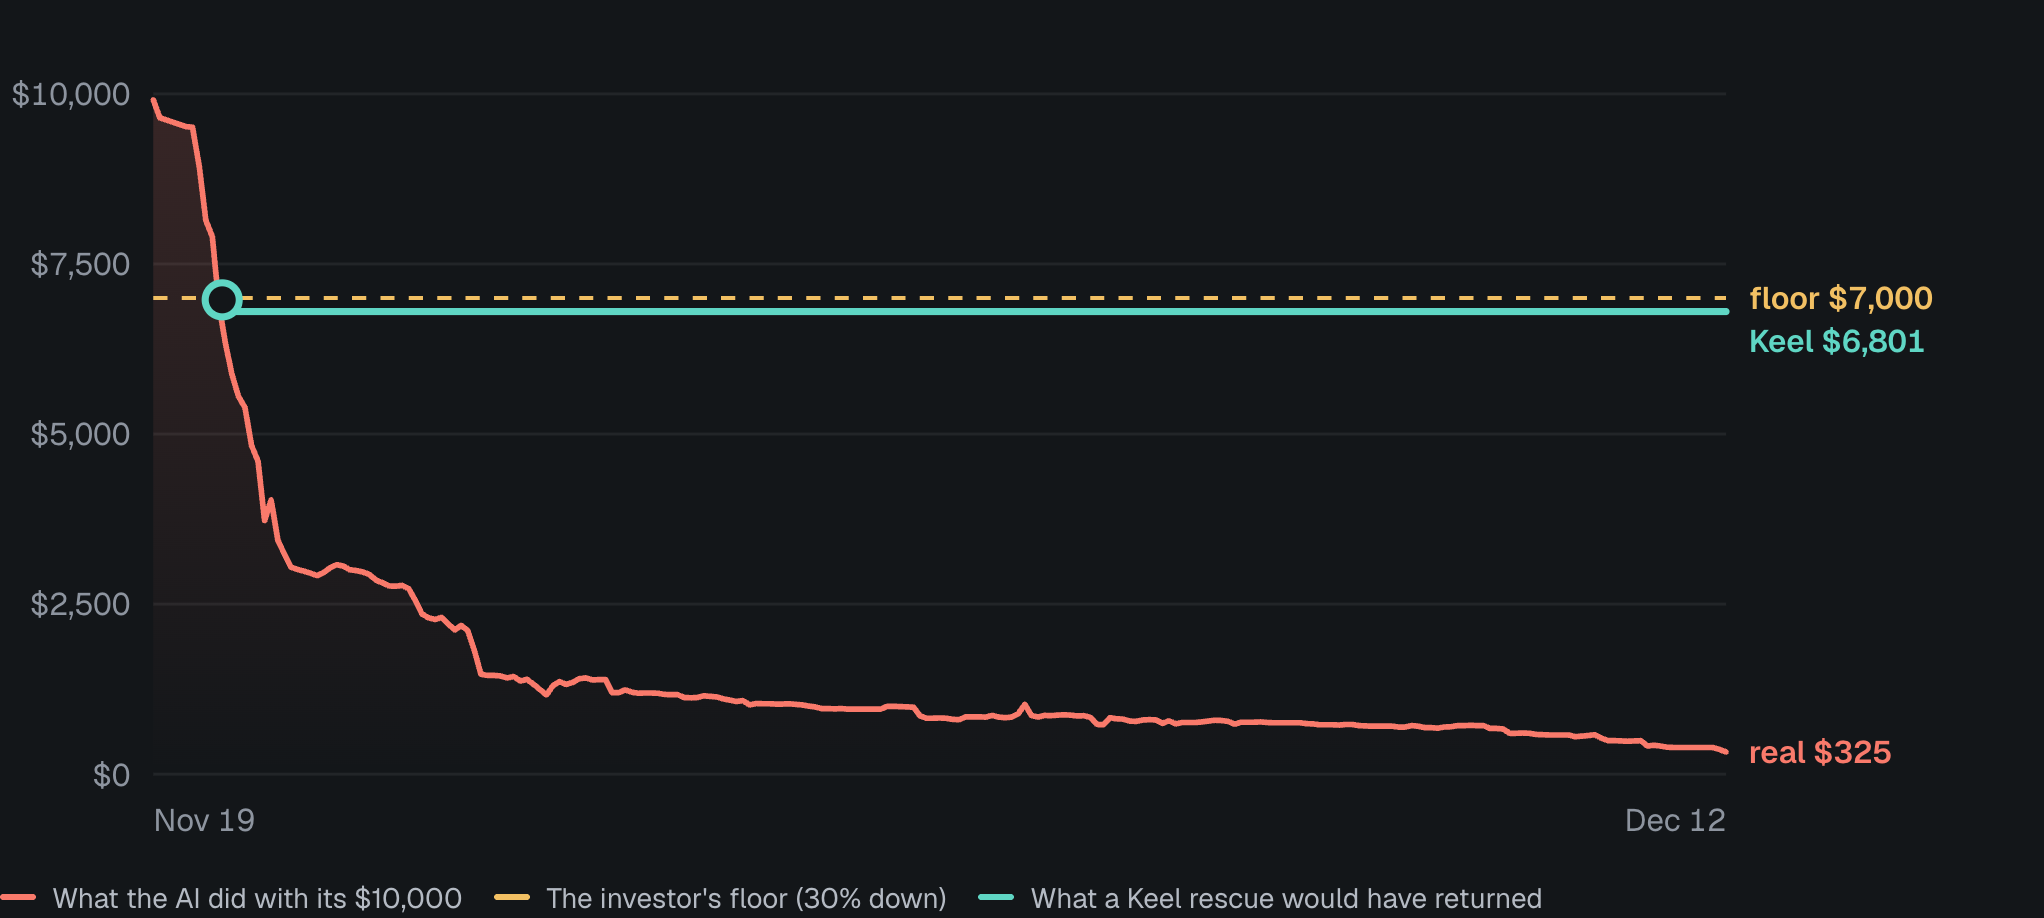 $10,000
$7,500
floor $7,000
Keel $6,801
$5,000
$2,500
$0
real $325
Nov 19
Dec 12
What the AI did with its $10,000
The investor's floor (30% down)
What a Keel rescue would have returned